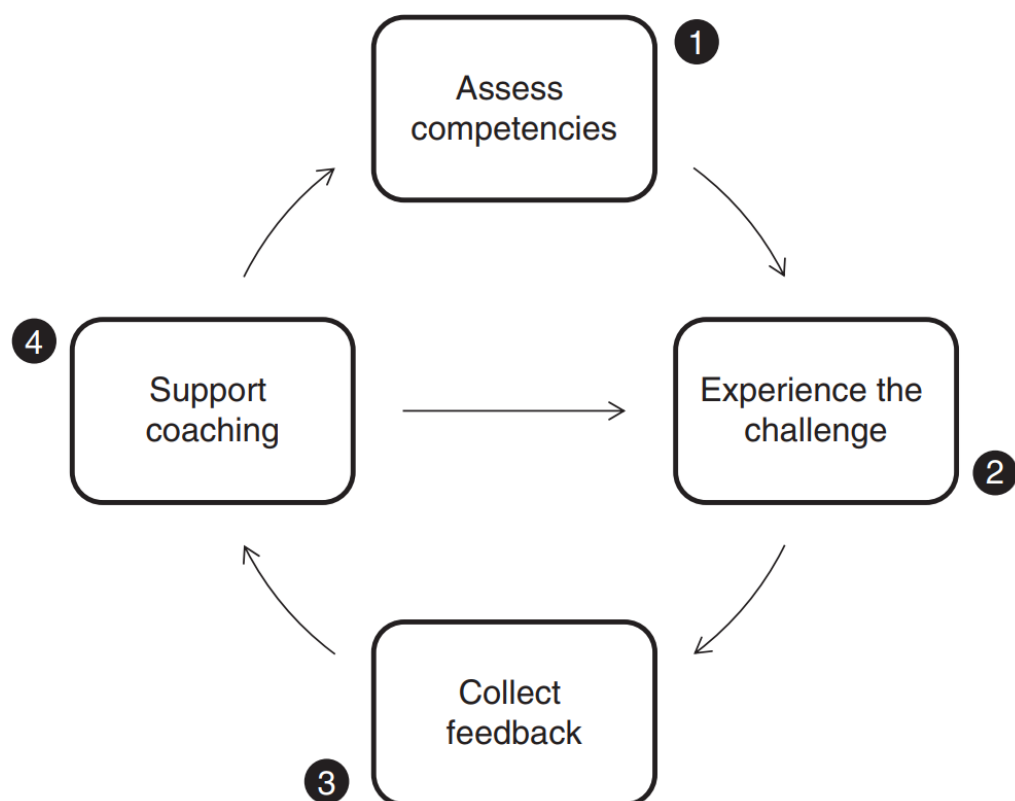 1
Assess
competencies
4
Support
coaching
Experience the
challenge
2
Collect
feedback
3